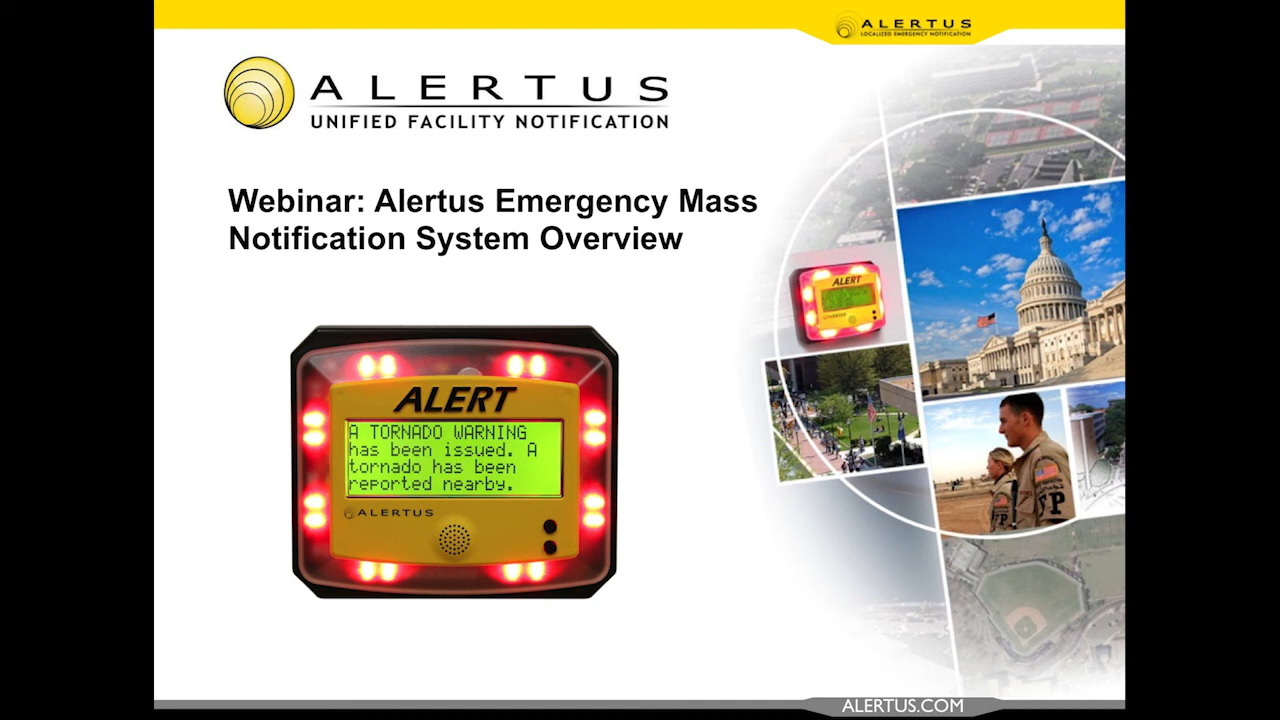 ALERTUS
LOCALIZED EMERGENCY NOTIFICATION
ALERTUS
UNIFIED FACILITY NOTIFICATION
Webinar: Alertus Emergency Mass
Notification System Overview
ALERT
A TORNADO WARNING
has been issued. A
tornado has been
reported nearby.
ALERTUS
ALERT
ALERTUS.COM